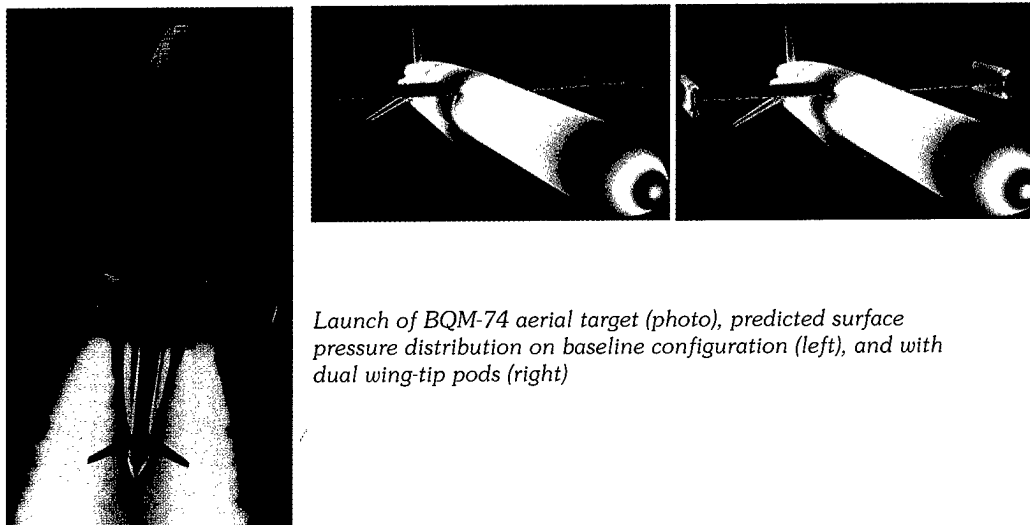 Launch of BQM-74 aerial target (photo), predicted surface
pressure distribution on baseline configuration (left), and with
dual wing-tip pods (right)